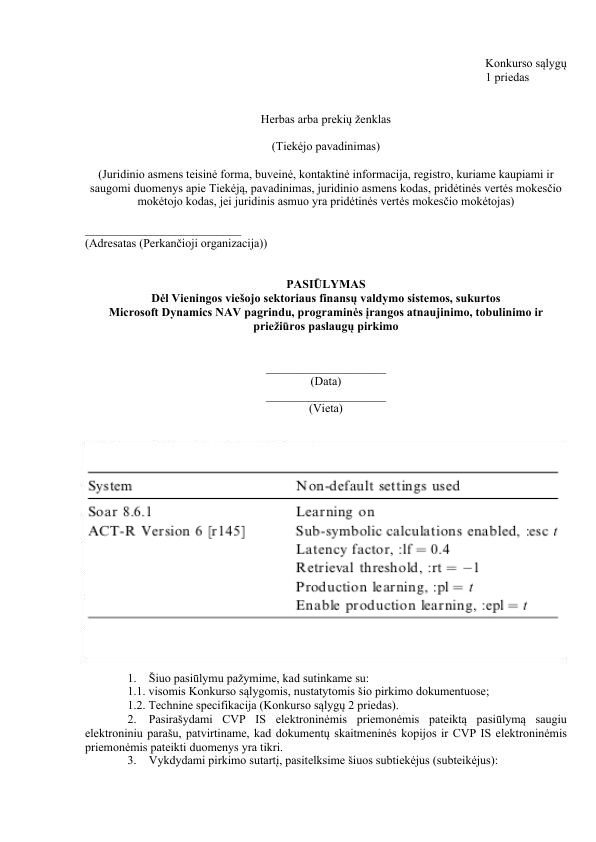 Konkurso sąlygų
1 priedas
Herbas arba prekių ženklas
(Tiekėjo pavadinimas)
(Juridinio asmens teisinė forma, buveinė, kontaktinė informacija, registro, kuriame kaupiami ir
saugomi duomenys apie Tiekėją, pavadinimas, juridinio asmens kodas, pridėtinės vertės mokesčio
mokėtojo kodas, jei juridinis asmuo yra pridėtinės vertės mokesčio mokėtojas)
(Adresatas (Perkančioji organizacija))
PASIŪLYMAS
Dėl Vieningos viešojo sektoriaus finansų valdymo sistemos, sukurtos
Microsoft Dynamics NAV pagrindu, programinės įrangos atnaujinimo, tobulinimo ir
priežiūros paslaugų pirkimo
(Data)
(Vieta)
System Non-default settings used
Soar 8.6.1 Learning on
ACT-R Version 6 [r145] Sub-symbolic calculations enabled, :esc t
Latency factor, :lf = 0.4
Retrieval threshold, :rt = −1
Production learning, :pl = t
Enable production learning, :epl = t
1. Šiuo pasiūlymu pažymime, kad sutinkame su:
1.1. visomis Konkurso sąlygomis, nustatytomis šio pirkimo dokumentuose;
1.2. Technine specifikacija (Konkurso sąlygų 2 priedas).
2. Pasirašydami CVP IS elektroninėmis priemonėmis pateiktą pasiūlymą saugiu
elektroniniu parašu, patvirtiname, kad dokumentų skaitmeninės kopijos ir CVP IS elektroninėmis
priemonėmis pateikti duomenys yra tikri.
3. Vykdydami pirkimo sutartį, pasitelksime šiuos subtiekėjus (subteikėjus):